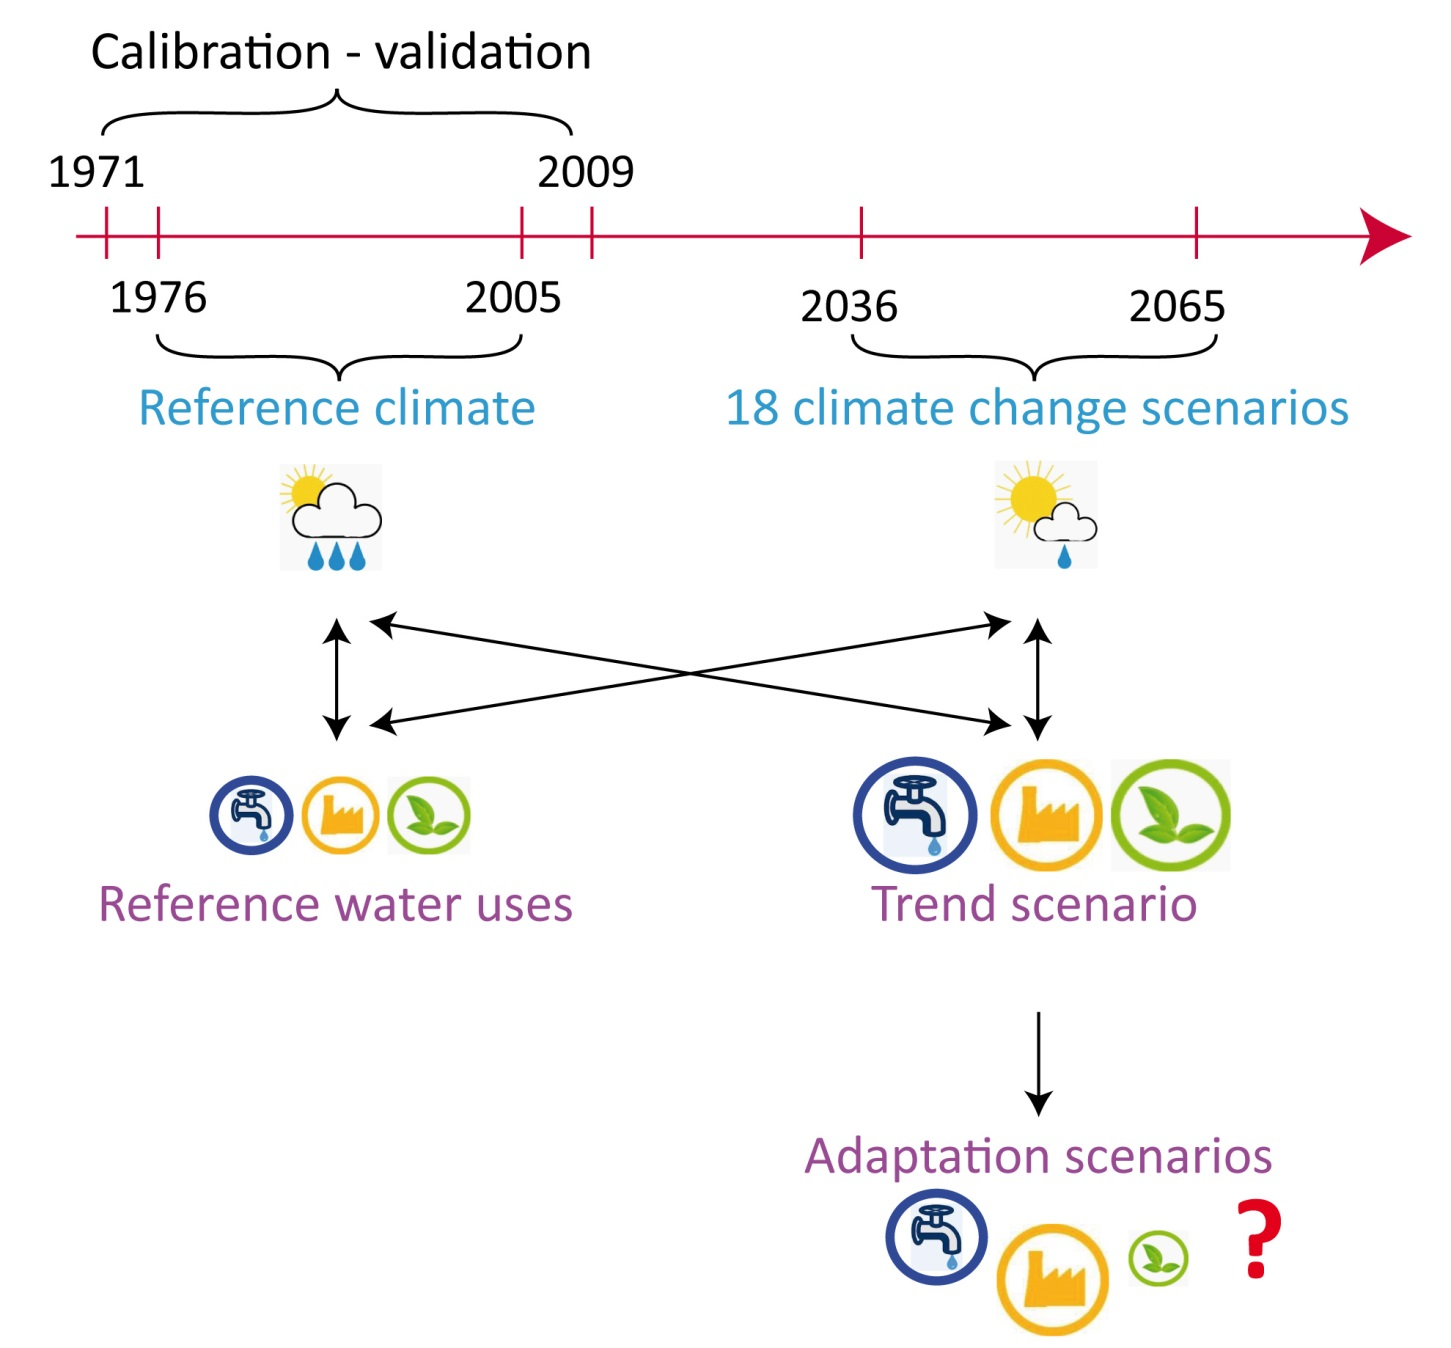 Calibration - validation
1971
2009
1976
2005
2036
2065
Reference climate
18 climate change scenarios
Reference water uses
Trend scenario
Adaptation scenarios
?